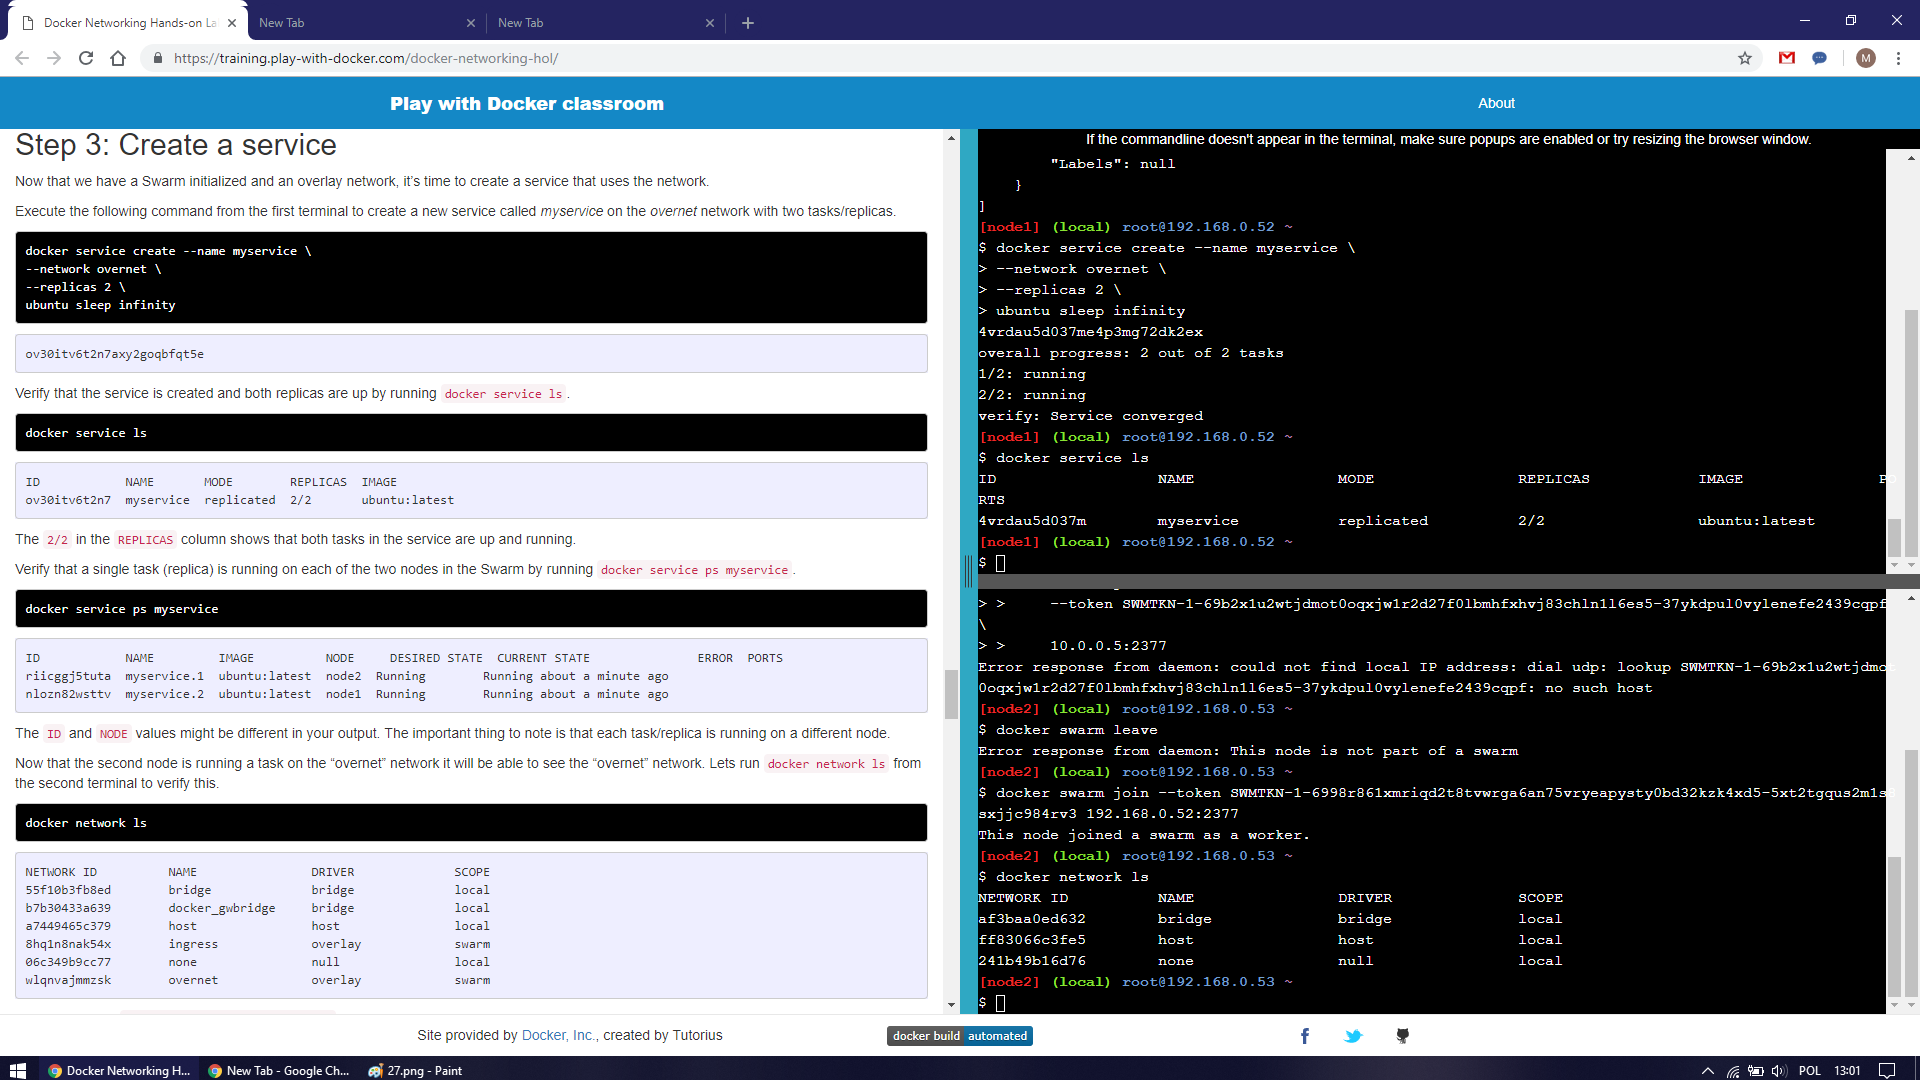 Docker Networking Hands-on La
New Tab
New Tab
https://training.play-with-docker.com/docker-networking-hol/
M
Play with Docker classroom
About
Step 3: Create a service
Now that we have a Swarm initialized and an overlay network, it’s time to create a service that uses the network.
Execute the following command from the first terminal to create a new service called myservice on the overnet network with two tasks/replicas.
docker service create --name myservice \
--network overnet \
--replicas 2 \
ubuntu sleep infinity
ov30itv6t2n7axy2goqbfqt5e
Verify that the service is created and both replicas are up by running docker service ls.
docker service ls
ID NAME MODE REPLICAS IMAGE
ov30itv6t2n7 myservice replicated 2/2 ubuntu:latest
The 2/2 in the REPLICAS column shows that both tasks in the service are up and running.
Verify that a single task (replica) is running on each of the two nodes in the Swarm by running docker service ps myservice.
docker service ps myservice
ID NAME IMAGE NODE DESIRED STATE CURRENT STATE ERROR PORTS
riicggj5tuta myservice.1 ubuntu:latest node2 Running Running about a minute ago
nlozn82wsttv myservice.2 ubuntu:latest node1 Running Running about a minute ago
The ID and NODE values might be different in your output. The important thing to note is that each task/replica is running on a different node.
Now that the second node is running a task on the “overnet” network it will be able to see the “overnet” network. Lets run docker network ls from
the second terminal to verify this.
docker network ls
NETWORK ID NAME DRIVER SCOPE
55f10b3fb8ed bridge bridge local
b7b30433a639 docker_gwbridge bridge local
a7449465c379 host host local
8hq1n8nak54x ingress overlay swarm
06c349b9cc77 none null local
wlqnvajmmzsk overnet overlay swarm
If the commandline doesn't appear in the terminal, make sure popups are enabled or try resizing the browser window.
"Labels": null
}
]
[node1] (local) root@192.168.0.52 ~
$ docker service create --name myservice \
> --network overnet \
> --replicas 2 \
> ubuntu sleep infinity
4vrdau5d037me4p3mg72dk2ex
overall progress: 2 out of 2 tasks
1/2: running
2/2: running
verify: Service converged
[node1] (local) root@192.168.0.52 ~
$ docker service ls
ID NAME MODE REPLICAS IMAGE PO
RTS
4vrdau5d037m myservice replicated 2/2 ubuntu:latest
[node1] (local) root@192.168.0.52 ~
$
> > --token SWMTKN-1-69b2x1u2wtjdmot0oqxjw1r2d27f0lbmhfxhvj83chln1l6es5-37ykdpul0vylenefe2439cqpf
\
> > 10.0.0.5:2377
Error response from daemon: could not find local IP address: dial udp: lookup SWMTKN-1-69b2x1u2wtjdmot
0oqxjw1r2d27f0lbmhfxhvj83chln1l6es5-37ykdpul0vylenefe2439cqpf: no such host
[node2] (local) root@192.168.0.53 ~
$ docker swarm leave
Error response from daemon: This node is not part of a swarm
[node2] (local) root@192.168.0.53 ~
$ docker swarm join --token SWMTKN-1-6998r861xmriqd2t8tvwrga6an75vryeapysty0bd32kzk4xd5-5xt2tgqus2m1s8
sxjjc984rv3 192.168.0.52:2377
This node joined a swarm as a worker.
[node2] (local) root@192.168.0.53 ~
$ docker network ls
NETWORK ID NAME DRIVER SCOPE
af3baa0ed632 bridge bridge local
ff83066c3fe5 host host local
241b49b16d76 none null local
[node2] (local) root@192.168.0.53 ~
$
Site provided by Docker, Inc., created by Tutorius
docker build automated
Docker Networking H...
New Tab - Google Ch...
27.png - Paint
POL
13:01